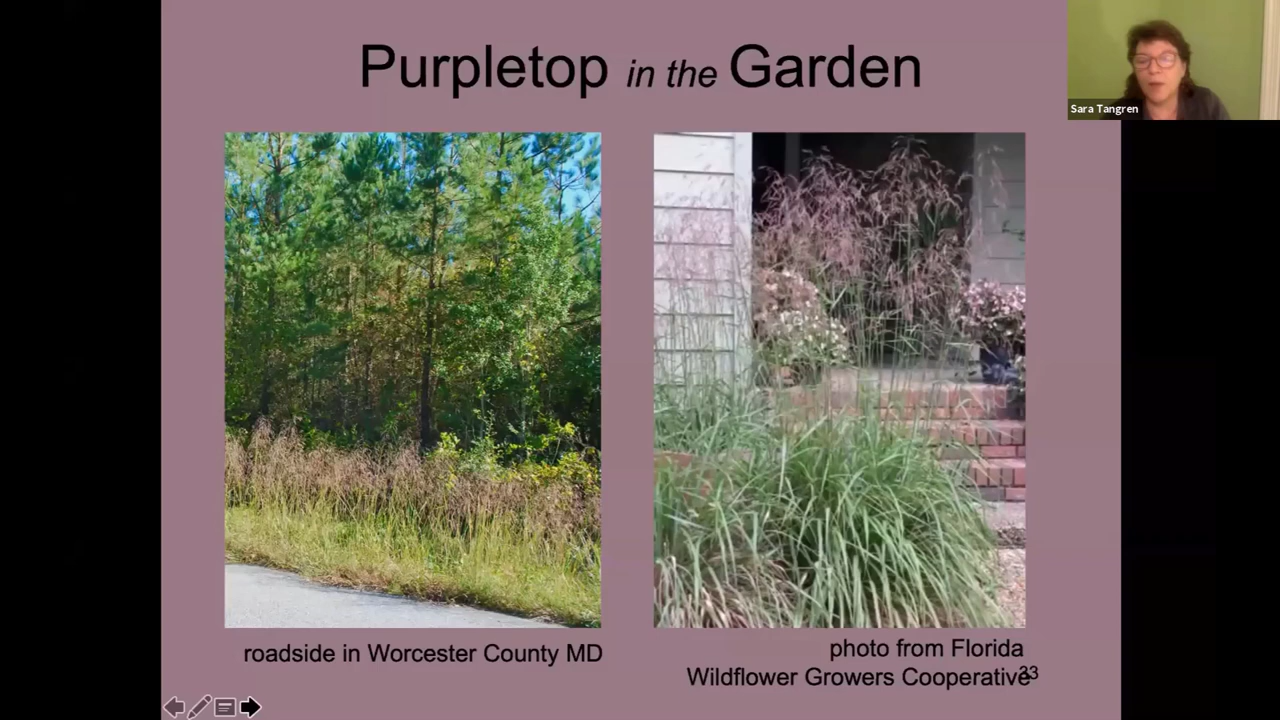 Purpletop in the Garden
Sara Tangren
roadside in Worcester County MD
photo from Florida
Wildflower Growers Cooperative
33